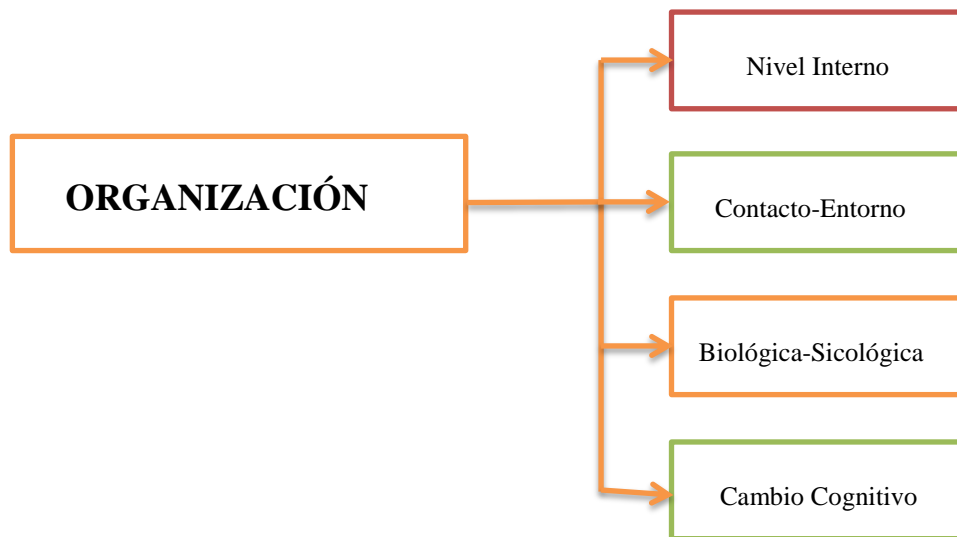 Nivel Interno
ORGANIZACIÓN
Contacto-Entorno
Biológica-Sicológica
Cambio Cognitivo